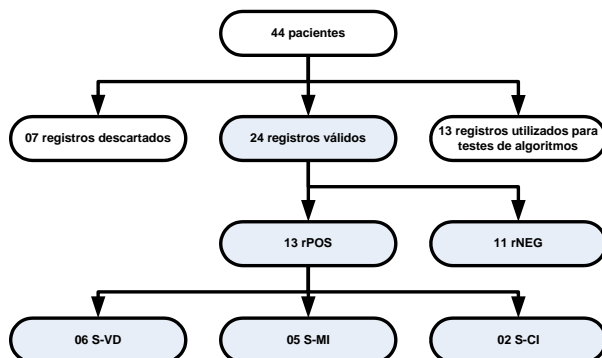 44 pacientes
07 registros descartados
24 registros válidos
13 registros utilizados para
testes de algoritmos
13 rPOS
11 rNEG
06 S-VD
05 S-MI
02 S-CI